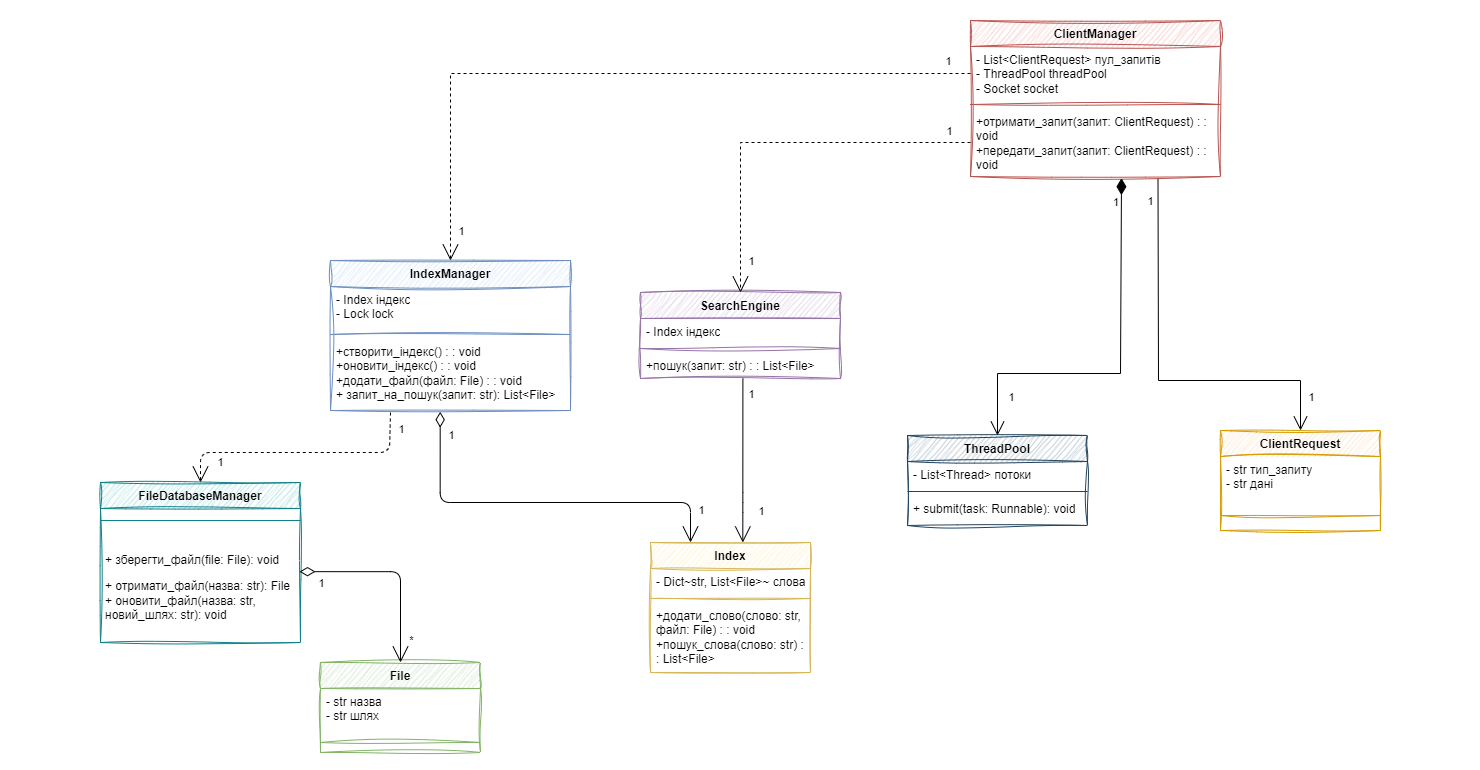 ClientManager
- List<ClientRequest> пул_запитів
- ThreadPool threadPool
- Socket socket
+отримати_запит(запит: ClientRequest) : :
void
+передати_запит(запит: ClientRequest) : :
void
1
1
1
1
1
1
IndexManager
- Index індекс
- Lock lock
+створити_індекс() : : void
+оновити_індекс() : : void
+додати_файл(файл: File) : : void
+ запит_на_пошук(запит: str): List<File>
SearchEngine
- Index індекс
+пошук(запит: str) : : List<File>
1
1
1
1
1
ThreadPool
- List<Thread> потоки
+ submit(task: Runnable): void
ClientRequest
- str тип_запиту
- str дані
1
FileDatabaseManager
+ зберегти_файл(file: File): void
+ отримати_файл(назва: str): File
+ оновити_файл(назва: str,
новий_шлях: str): void
1
1
1
*
Index
- Dict~str, List<File>~ слова
+додати_слово(слово: str,
файл: File) : : void
+пошук_слова(слово: str) :
: List<File>
File
- str назва
- str шлях